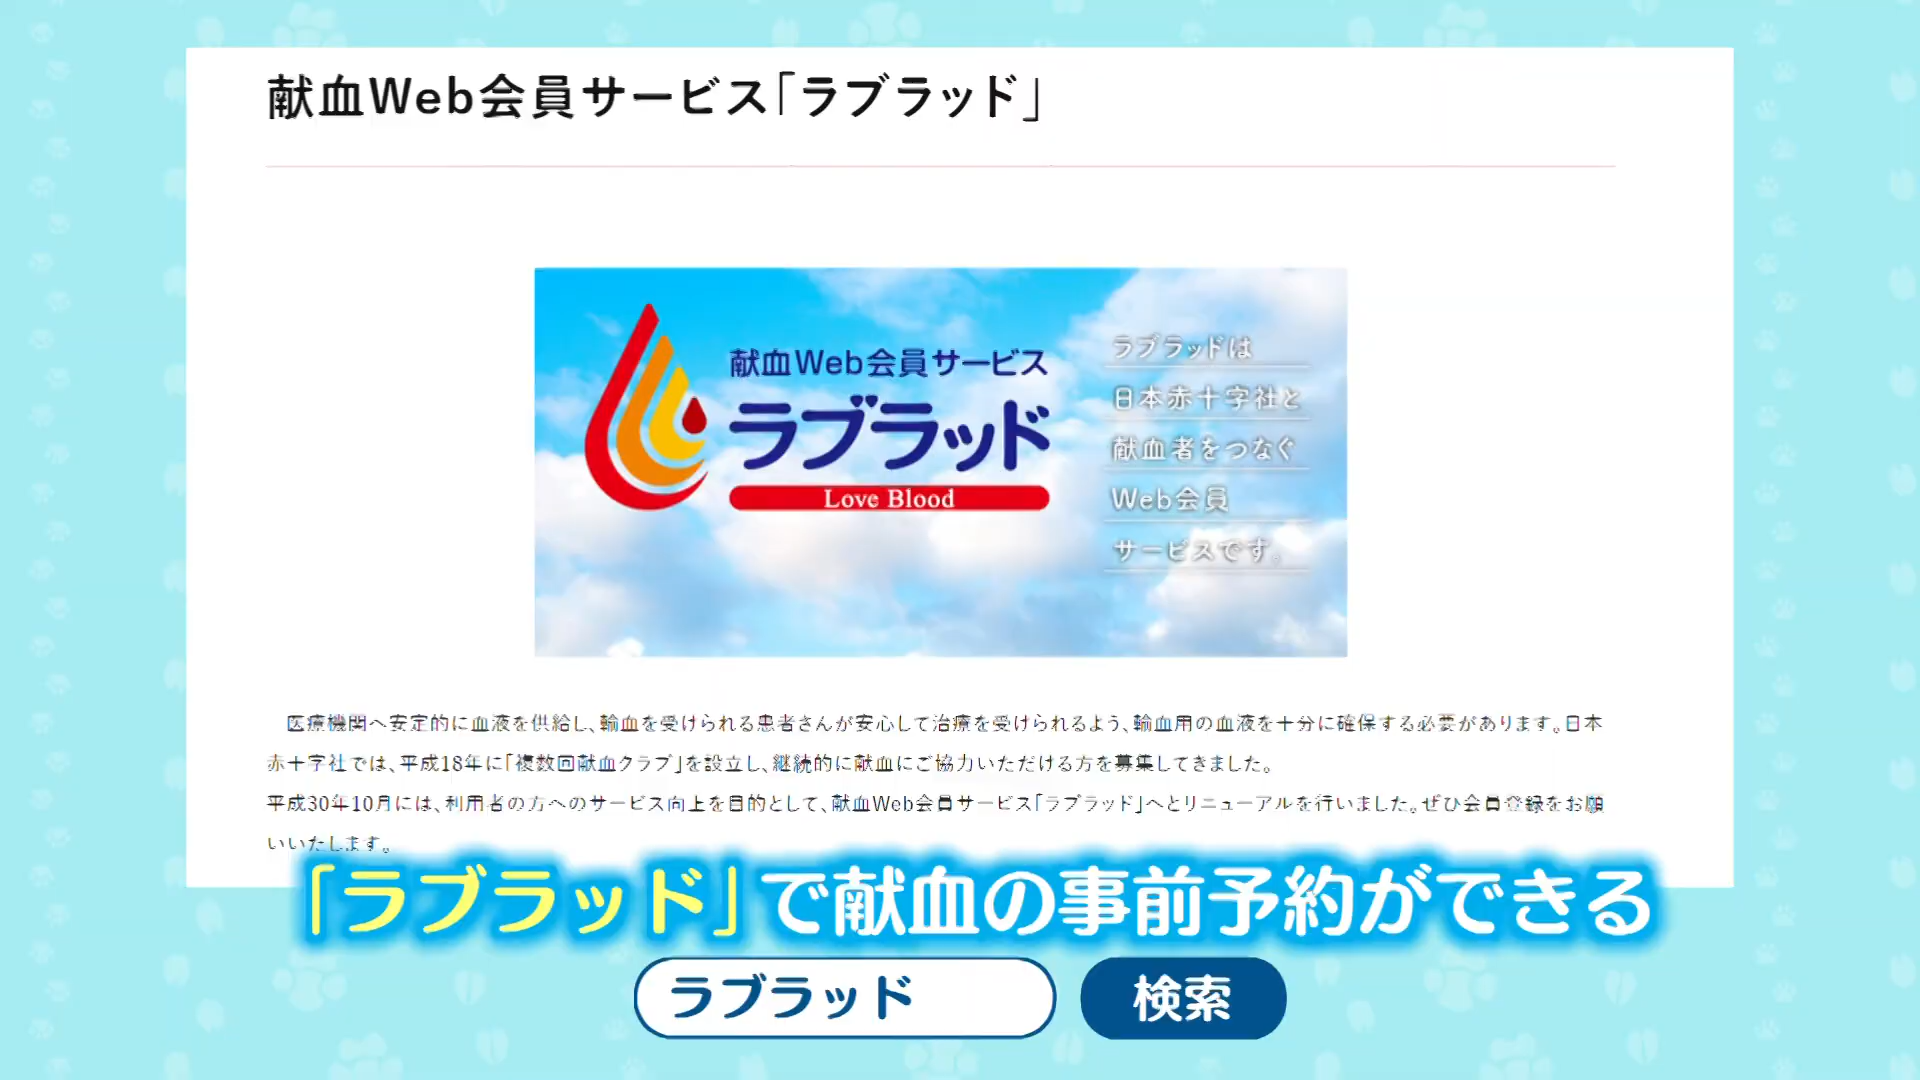 献血Web会員サービス「ラブラッド」
献血Web会員サービス
ラブラッド
Love Blood
ラブラッドは
日本赤十字社と
献血者をつなぐ
Web会員
サービスです。
医療機関へ安定的に血液を供給し、輸血を受けられる患者さんが安心して治療を受けられるよう、輸血用の血液を十分に確保する必要があります。日本
赤十字社では、平成18年に「複数回献血クラブ」を設立し、継続的に献血にご協力いただける方を募集してきました。
平成30年10月には、利用者の方へのサービス向上を目的として、献血Web会員サービス「ラブラッド」へとリニューアルを行いました。ぜひ会員登録をお願
いいたします。
「ラブラッド」で献血の事前予約ができる
ラブラッド
検索